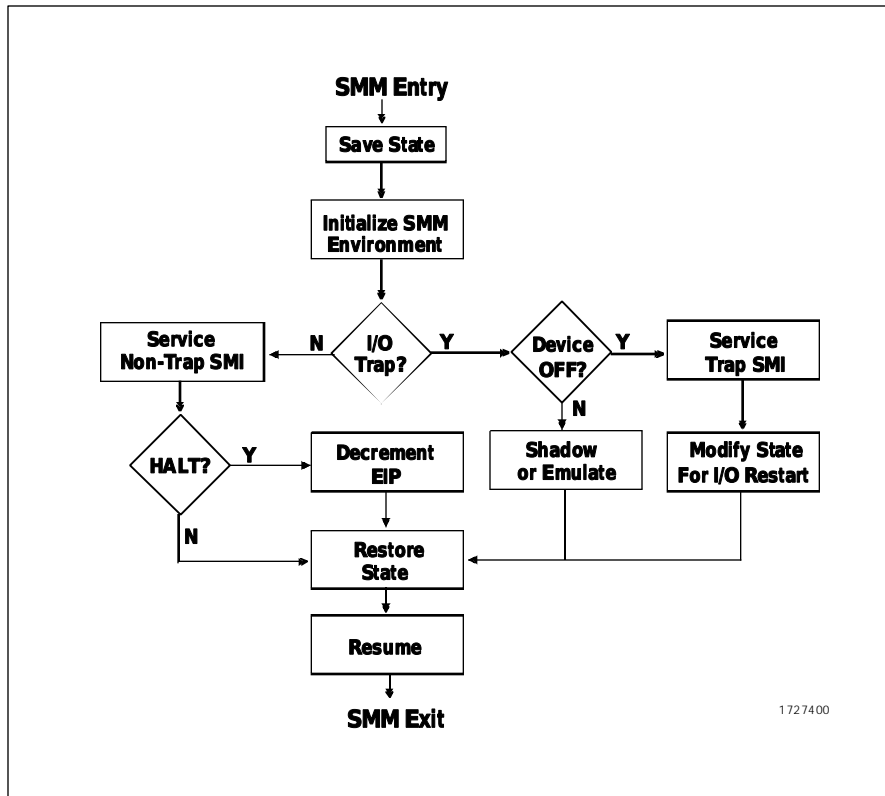 SMM Entry
Save State
Initialize SMM
Environment
Service
Non-Trap SMI
N
I/O
Trap?
Y
Device
OFF?
Y
Service
Trap SMI
N
HALT?
Y
Decrement
EIP
Shadow
or Emulate
Modify State
For I/O Restart
N
Restore
State
Resume
SMM Exit
1727400